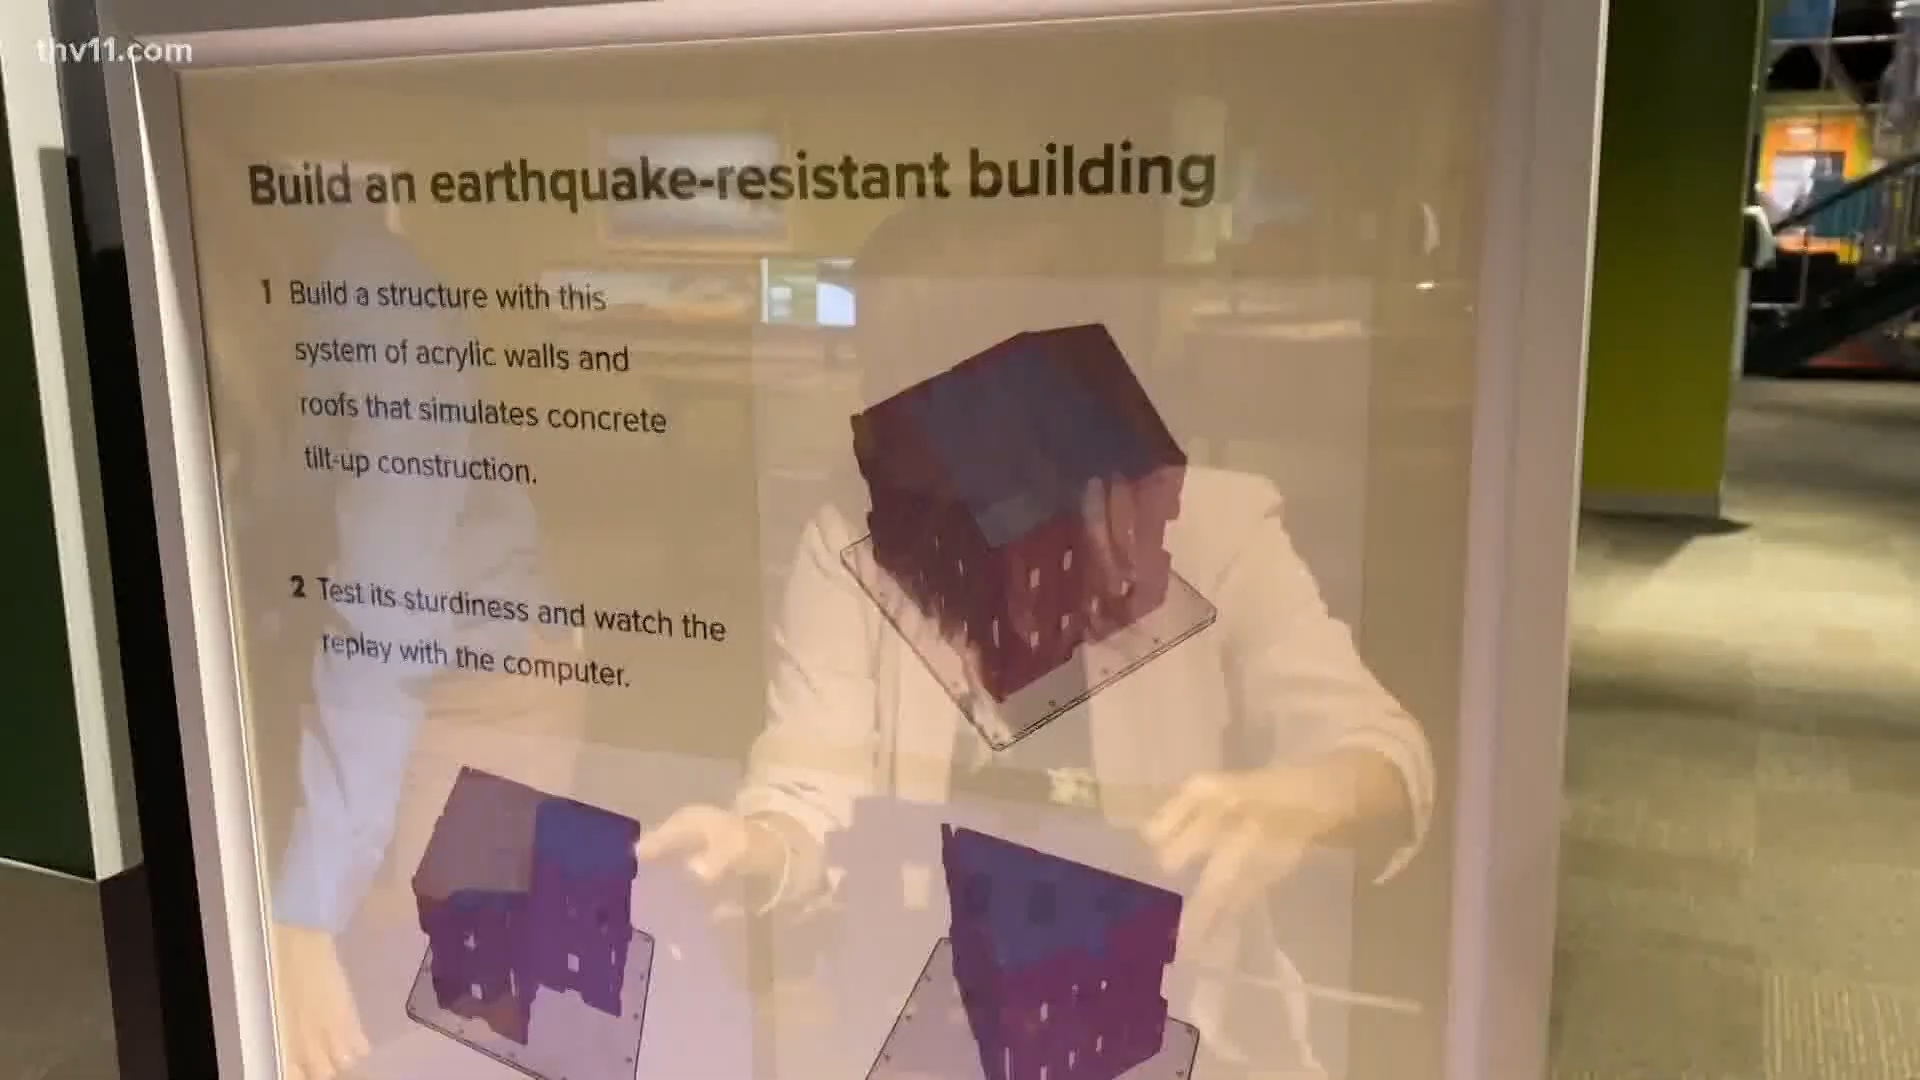 thv11.com
Build an earthquake-resistant building
1 Build a structure with this
system of acrylic walls and
roofs that simulates concrete
tilt-up construction.
2 Test its sturdiness and watch the
replay with the computer.